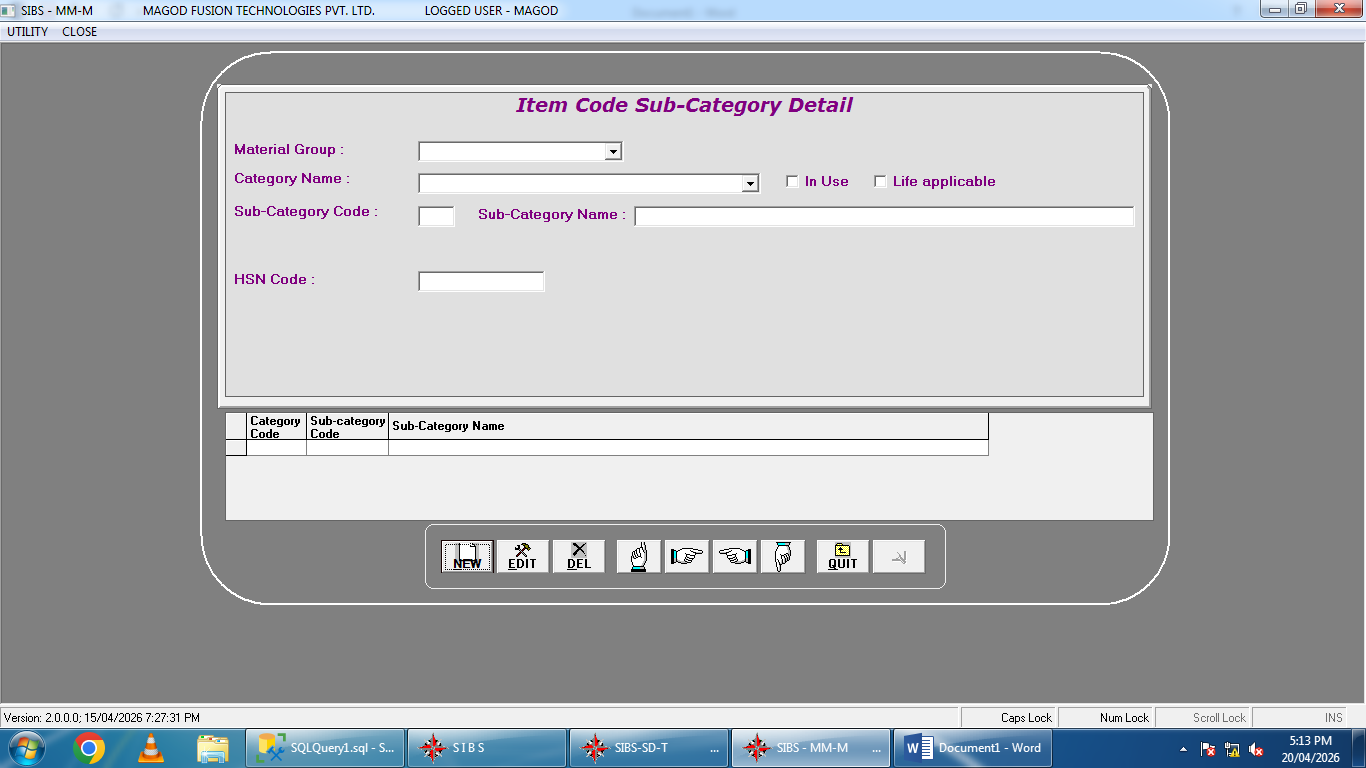 SIBS - MM-M MAGOD FUSION TECHNOLOGIES PVT. LTD. LOGGED USER - MAGOD
UTILITY CLOSE
Item Code Sub-Category Detail
Material Group :
Category Name : In Use Life applicable
Sub-Category Code : Sub-Category Name :
HSN Code :
Category Code Sub-category Code Sub-Category Name
NEW EDIT DEL QUIT
Version: 2.0.0.0; 15/04/2026 7:27:31 PM Caps Lock Num Lock Scroll Lock INS
SQLQuery1.sql - S... S I B S SIBS-SD-T ... SIBS - MM-M ... Document1 - Word
5:13 PM
20/04/2026